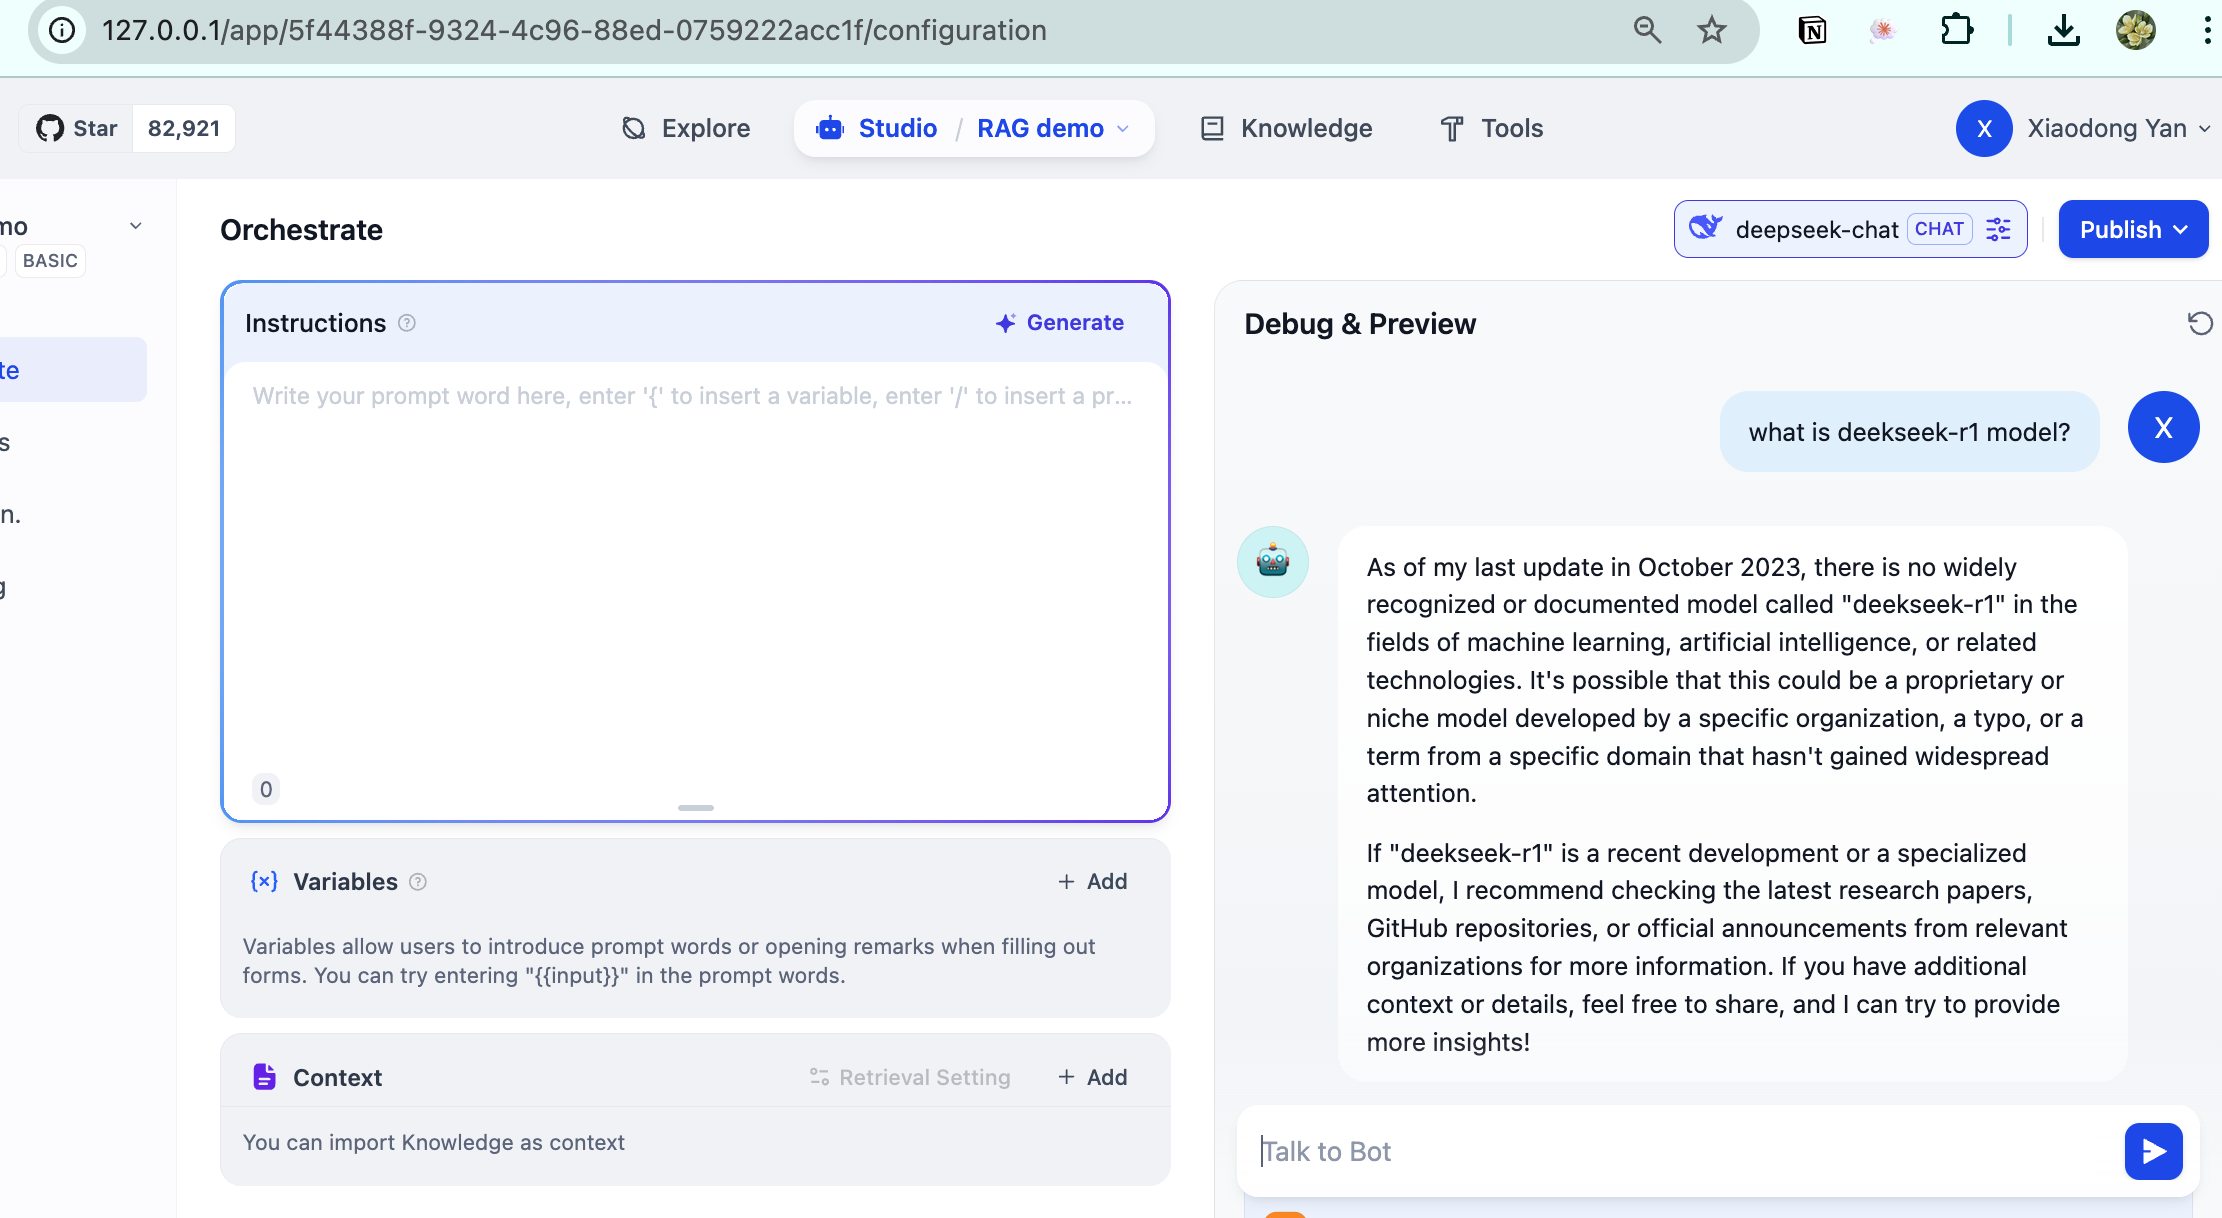 127.0.0.1/app/5f44388f-9324-4c96-88ed-0759222acc1f/configuration
Star 82,921
Explore
Studio / RAG demo
Knowledge
Tools
X Xiaodong Yan
mo
BASIC
te
s
n.
g
Orchestrate
deepseek-chat CHAT
Publish
Instructions
Generate
Write your prompt word here, enter '{' to insert a variable, enter '/' to insert a pr...
0
Variables
+ Add
Variables allow users to introduce prompt words or opening remarks when filling out
forms. You can try entering "{{input}}" in the prompt words.
Context
Retrieval Setting
+ Add
You can import Knowledge as context
Debug & Preview
what is deekseek-r1 model?
X
As of my last update in October 2023, there is no widely
recognized or documented model called "deekseek-r1" in the
fields of machine learning, artificial intelligence, or related
technologies. It's possible that this could be a proprietary or
niche model developed by a specific organization, a typo, or a
term from a specific domain that hasn't gained widespread
attention.
If "deekseek-r1" is a recent development or a specialized
model, I recommend checking the latest research papers,
GitHub repositories, or official announcements from relevant
organizations for more information. If you have additional
context or details, feel free to share, and I can try to provide
more insights!
Talk to Bot